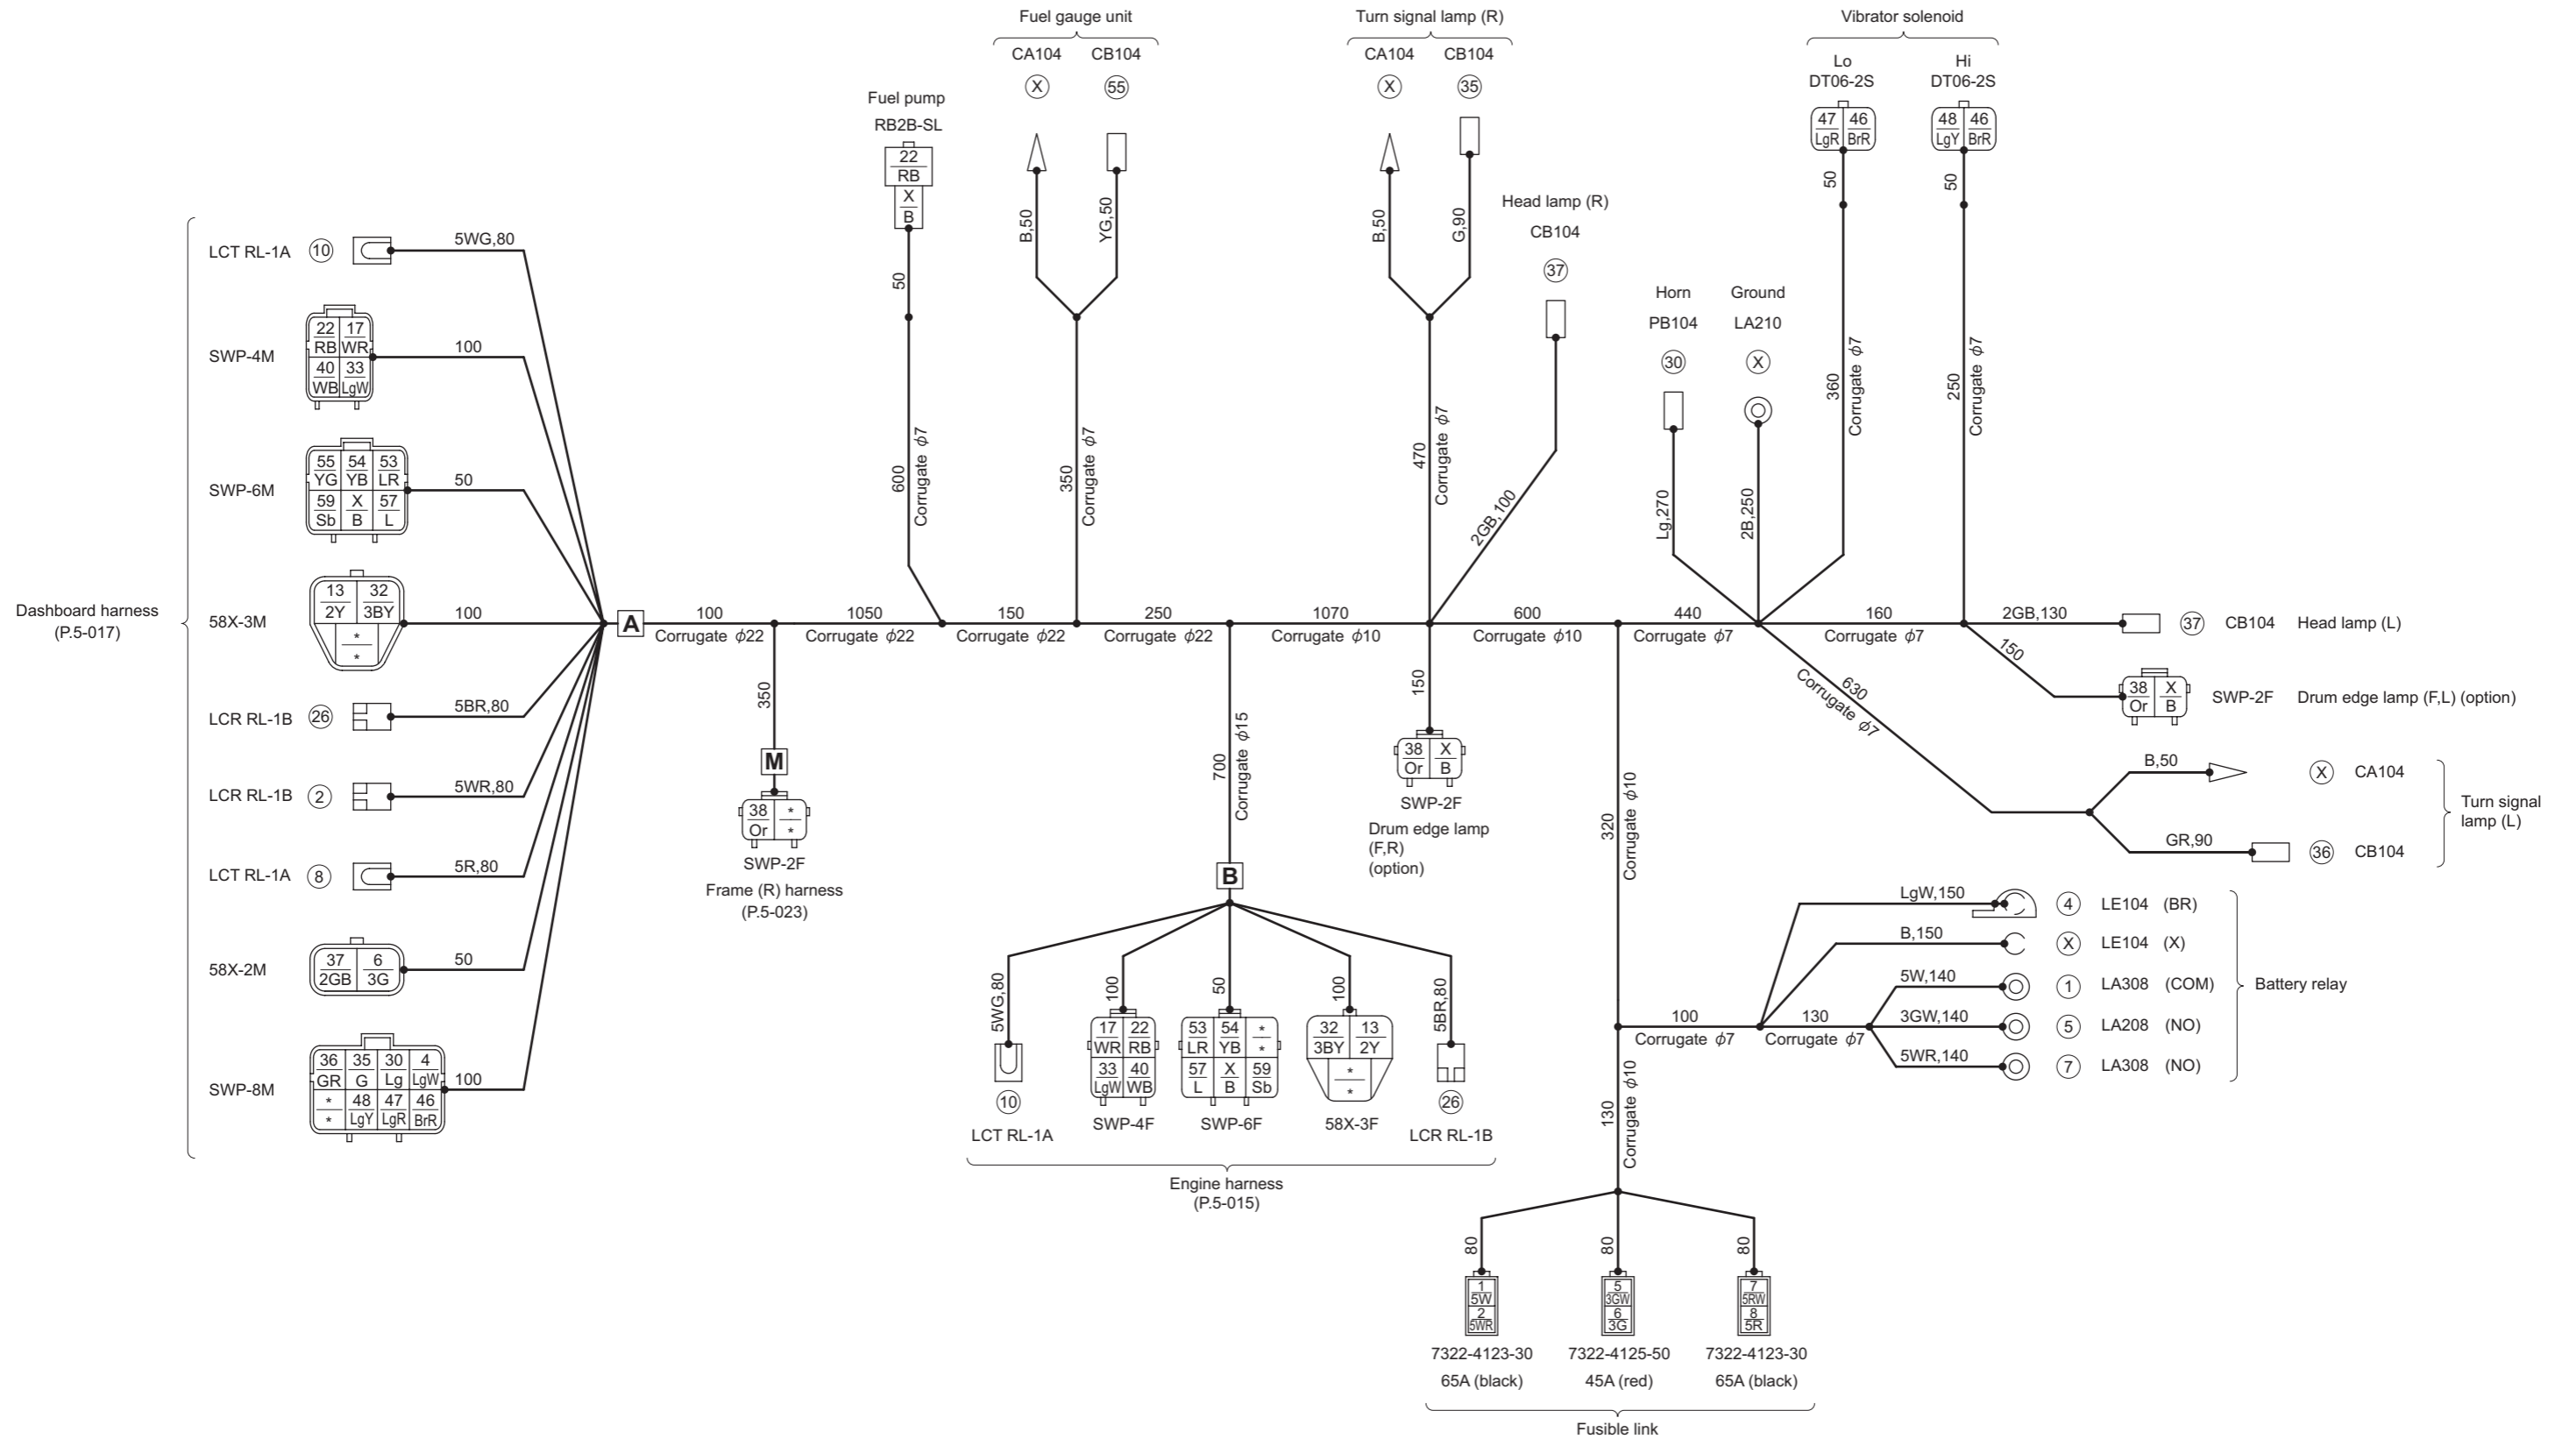 Fuel gauge unit
CA104 CB104
X 55
B,50
YG,50
350
Corrugate φ7
Turn signal lamp (R)
CA104 CB104
X 35
B,50
G,90
470
Corrugate φ7
Vibrator solenoid
Lo
DT06-2S
47 46
LgR BrR
50
360
Corrugate φ7
Hi
DT06-2S
48 46
LgY BrR
50
250
Corrugate φ7
Fuel pump
RB2B-SL
22
RB
X
B
50
600
Corrugate φ7
Head lamp (R)
CB104
37
2GB,100
Horn
PB104
30
Lg,270
Ground
LA210
X
2B,250
Dashboard harness
(P.5-017)
LCT RL-1A 10 5WG,80
SWP-4M
22 17
RB WR
40 33
WB LgW
100
SWP-6M
55 54 53
YG YB LR
59 X 57
Sb B L
50
58X-3M
13 32
2Y 3BY
*
*
100
LCR RL-1B 26 5BR,80
LCR RL-1B 2 5WR,80
LCT RL-1A 8 5R,80
58X-2M
37 6
2GB 3G
50
SWP-8M
36 35 30 4
GR G Lg LgW
* 48 47 46
* LgY LgR BrR
100
A
100
Corrugate φ22
1050
Corrugate φ22
150
Corrugate φ22
250
Corrugate φ22
1070
Corrugate φ10
600
Corrugate φ10
440
Corrugate φ7
160
Corrugate φ7
2GB,130 37 CB104 Head lamp (L)
150
38 X
Or B
SWP-2F Drum edge lamp (F,L) (option)
630
Corrugate φ7
B,50 X CA104
GR,90 36 CB104
Turn signal
lamp (L)
350
M
38 *
Or *
SWP-2F
Frame (R) harness
(P.5-023)
700
Corrugate φ15
B
5WG,80
10
LCT RL-1A
100
17 22
WR RB
33 40
LgW WB
SWP-4F
50
53 54 *
LR YB *
57 X 59
L B Sb
SWP-6F
100
32 13
3BY 2Y
*
*
58X-3F
5BR,80
26
LCR RL-1B
Engine harness
(P.5-015)
150
38 X
Or B
SWP-2F
Drum edge lamp
(F,R)
(option)
320
Corrugate φ10
100
Corrugate φ7
130
Corrugate φ7
LgW,150 4 LE104 (BR)
B,150 X LE104 (X)
5W,140 1 LA308 (COM)
3GW,140 5 LA208 (NO)
5WR,140 7 LA308 (NO)
Battery relay
130
Corrugate φ10
80
1
5W
2
5WR
7322-4123-30
65A (black)
80
5
3GW
6
3G
7322-4125-50
45A (red)
80
7
5RW
8
5R
7322-4123-30
65A (black)
Fusible link